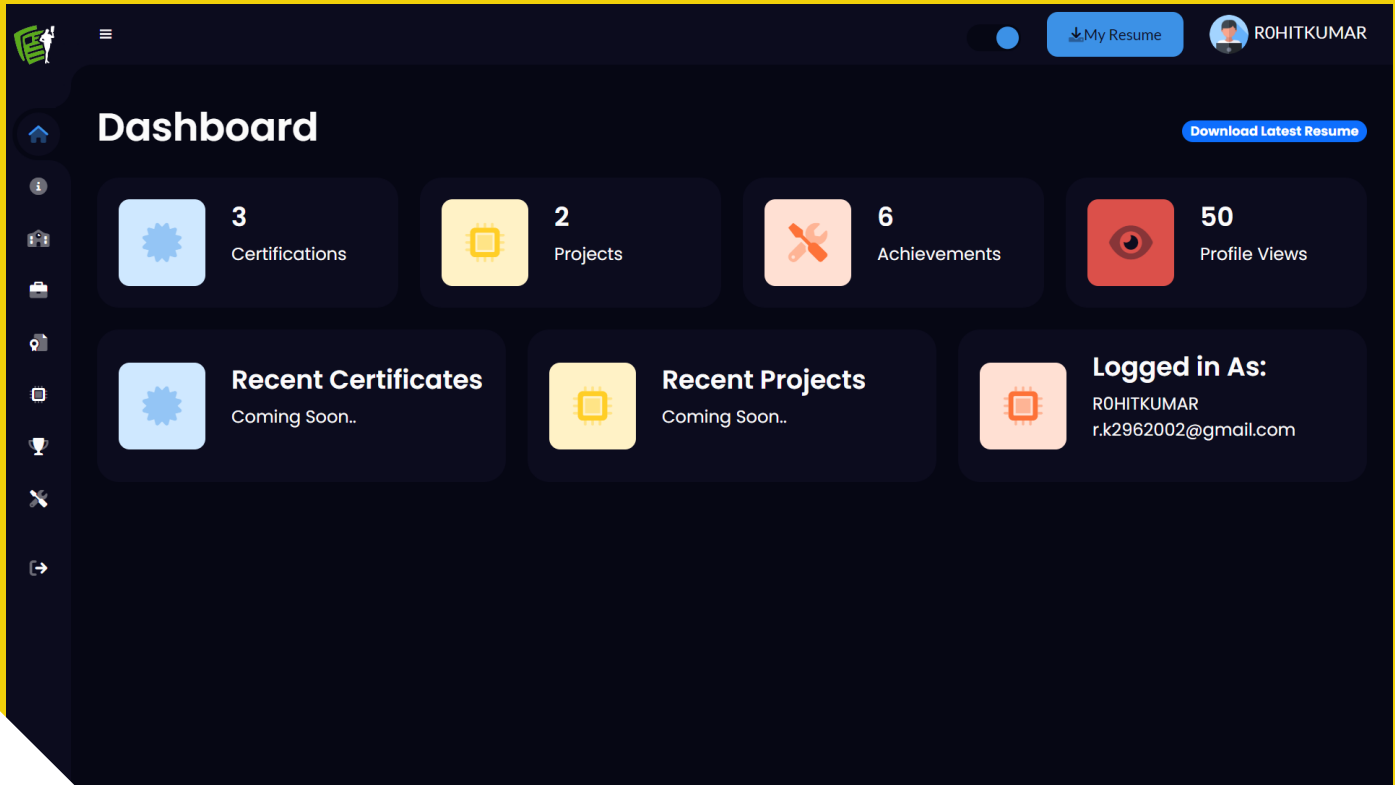 My Resume
R0HITKUMAR
Dashboard
Download Latest Resume
3
Certifications
2
Projects
6
Achievements
50
Profile Views
Recent Certificates
Coming Soon..
Recent Projects
Coming Soon..
Logged in As:
R0HITKUMAR
r.k2962002@gmail.com